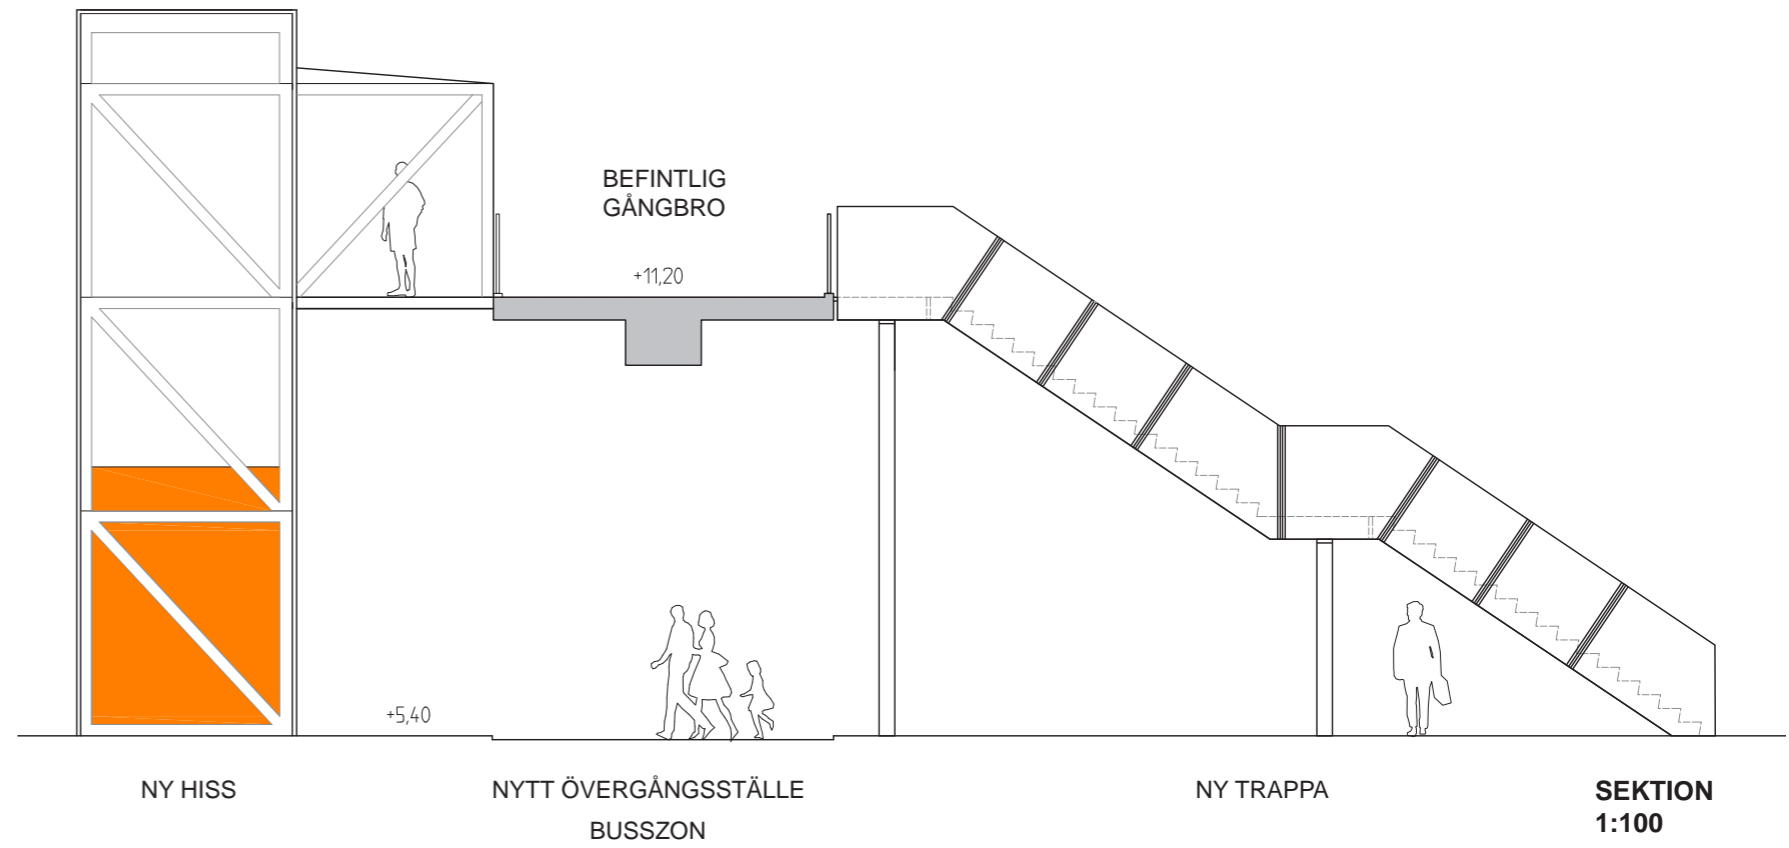 BEFINTLIG
GÅNGBRO
+11,20
+5,40
NY HISS
NYTT ÖVERGÅNGSSTÄLLE
BUSSZON
NY TRAPPA
SEKTION
1:100